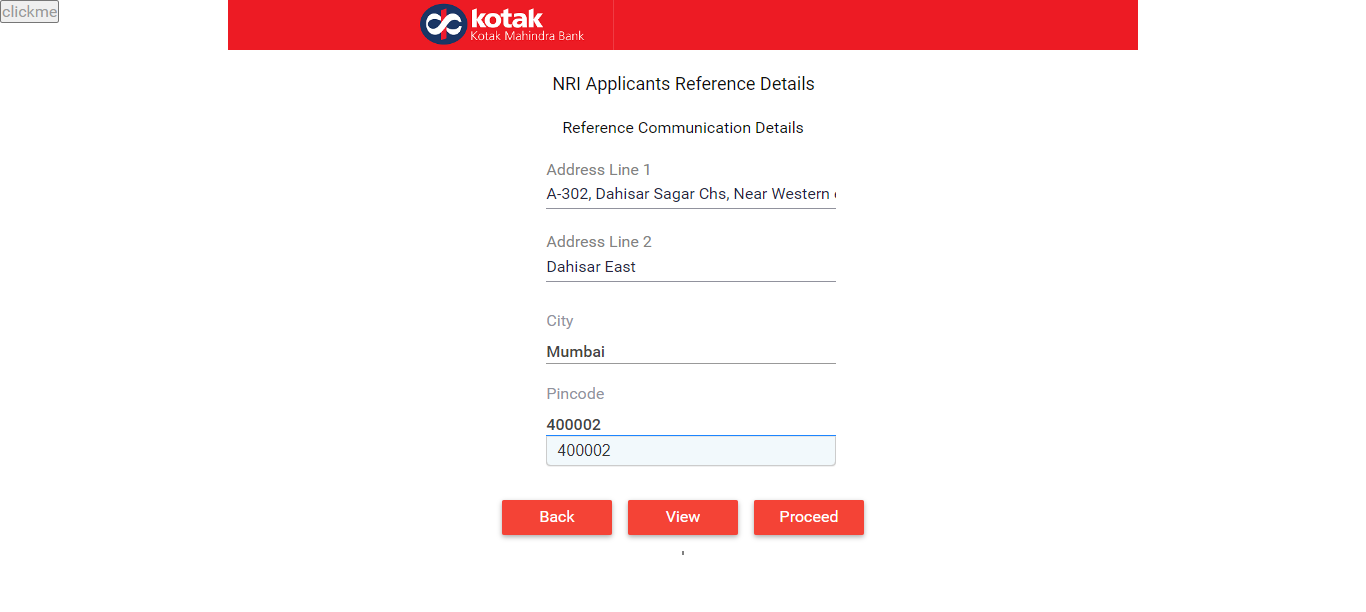 clickme
kotak
Kotak Mahindra Bank
NRI Applicants Reference Details
Reference Communication Details
Address Line 1
A-302, Dahisar Sagar Chs, Near Western
Address Line 2
Dahisar East
City
Mumbai
Pincode
400002
400002
Back View Proceed